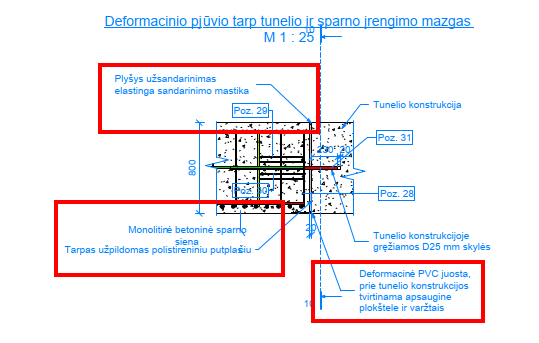 Deformacinio pjūvio tarp tunelio ir sparno įrengimo mazgas
M 1 : 25
Plyšys užsandarinimas
elastinga sandarinimo mastika
Poz. 29
Tunelio konstrukcija
Poz. 31
800
Poz. 28
Monolitirė betoninė sparno
siena
Tarpas užpildomas polistireniniu putplasčiu
20
Tunelio konstrukcijoje
gręžiamos D25 mm skylės
Deformacinė PVC juosta,
prie tunelio konstrukcijos
tvirtinama apsaugine
plokštele ir varžtais